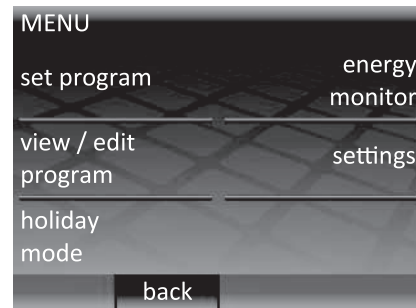 MENU
set program
energy
monitor
view / edit
program
settings
holiday
mode
back